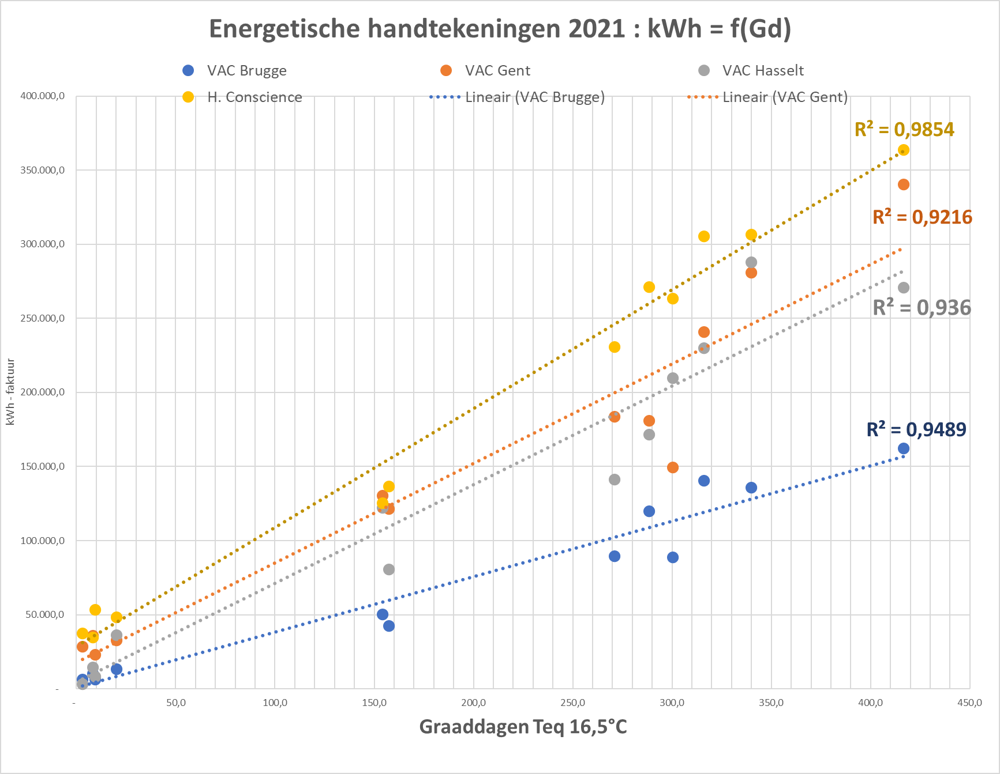 Energetische handtekeningen 2021 : kWh = f(Gd)
VAC Brugge
VAC Gent
VAC Hasselt
H. Conscience
Lineair (VAC Brugge)
Lineair (VAC Gent)
400.000,0
350.000,0
300.000,0
250.000,0
200.000,0
150.000,0
100.000,0
50.000,0
-
kWh - faktuur
R² = 0,9854
R² = 0,9216
R² = 0,936
R² = 0,9489
-
50,0
100,0
150,0
200,0
250,0
300,0
350,0
400,0
450,0
Graaddagen Teq 16,5°C